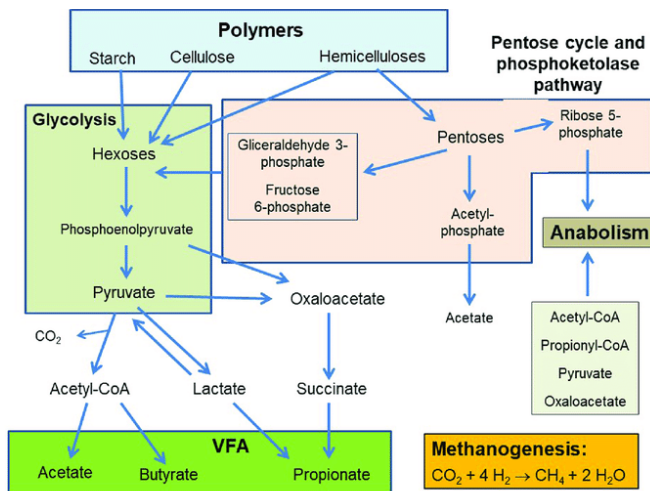 Polymers
Starch
Cellulose
Hemicelluloses
Pentose cycle and
phosphoketolase
pathway
Glycolysis
Hexoses
Phosphoenolpyruvate
Pyruvate
Gliceraldehyde 3-
phosphate
Fructose
6-phosphate
Pentoses
Ribose 5-
phosphate
Acetyl-
phosphate
Anabolism
Oxaloacetate
Acetate
Acetyl-CoA
Propionyl-CoA
Pyruvate
Oxaloacetate
CO₂
Acetyl-CoA
Lactate
Succinate
VFA
Acetate
Butyrate
Propionate
Methanogenesis:
CO₂ + 4 H₂ → CH₄ + 2 H₂O